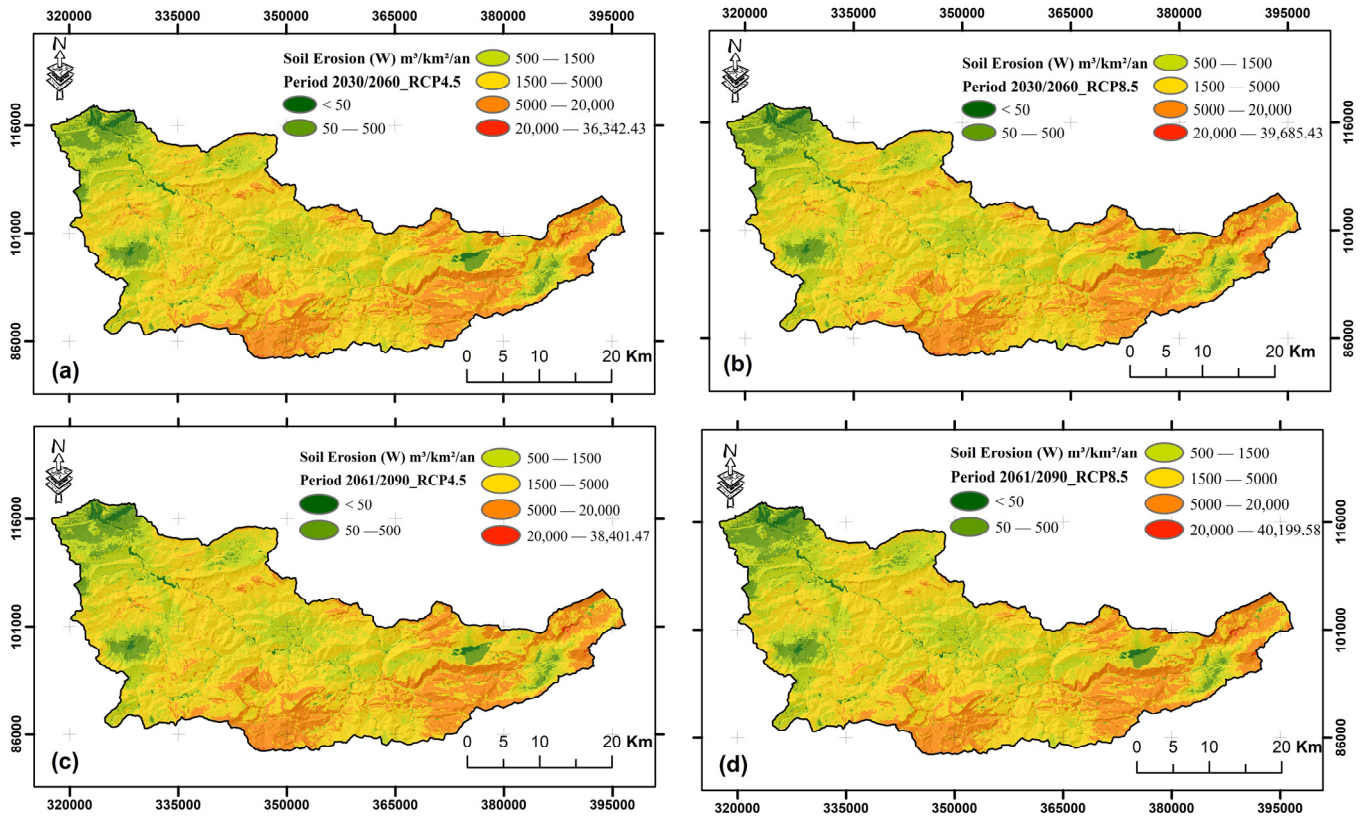 320000 335000 350000 365000 380000 395000
N
Soil Erosion (W) m³/km²/an
Period 2030/2060_RCP4.5
< 50
50 — 500
500 — 1500
1500 — 5000
5000 — 20,000
20,000 — 36,342.43
116000
101000
86000
0 5 10 20 Km
(a)
320000 335000 350000 365000 380000 395000
N
Soil Erosion (W) m³/km²/an
Period 2030/2060_RCP8.5
< 50
50 — 500
500 — 1500
1500 — 5000
5000 — 20,000
20,000 — 39,685.43
116000
101000
86000
0 5 10 20 Km
(b)
N
Soil Erosion (W) m³/km²/an
Period 2061/2090_RCP4.5
< 50
50 —500
500 — 1500
1500 — 5000
5000 — 20,000
20,000 — 38,401.47
116000
101000
86000
0 5 10 20 Km
(c)
320000 335000 350000 365000 380000 395000
N
Soil Erosion (W) m³/km²/an
Period 2061/2090_RCP8.5
< 50
50 — 500
500 — 1500
1500 — 5000
5000 — 20,000
20,000 — 40,199.58
116000
101000
86000
0 5 10 20 Km
(d)
320000 335000 350000 365000 380000 395000